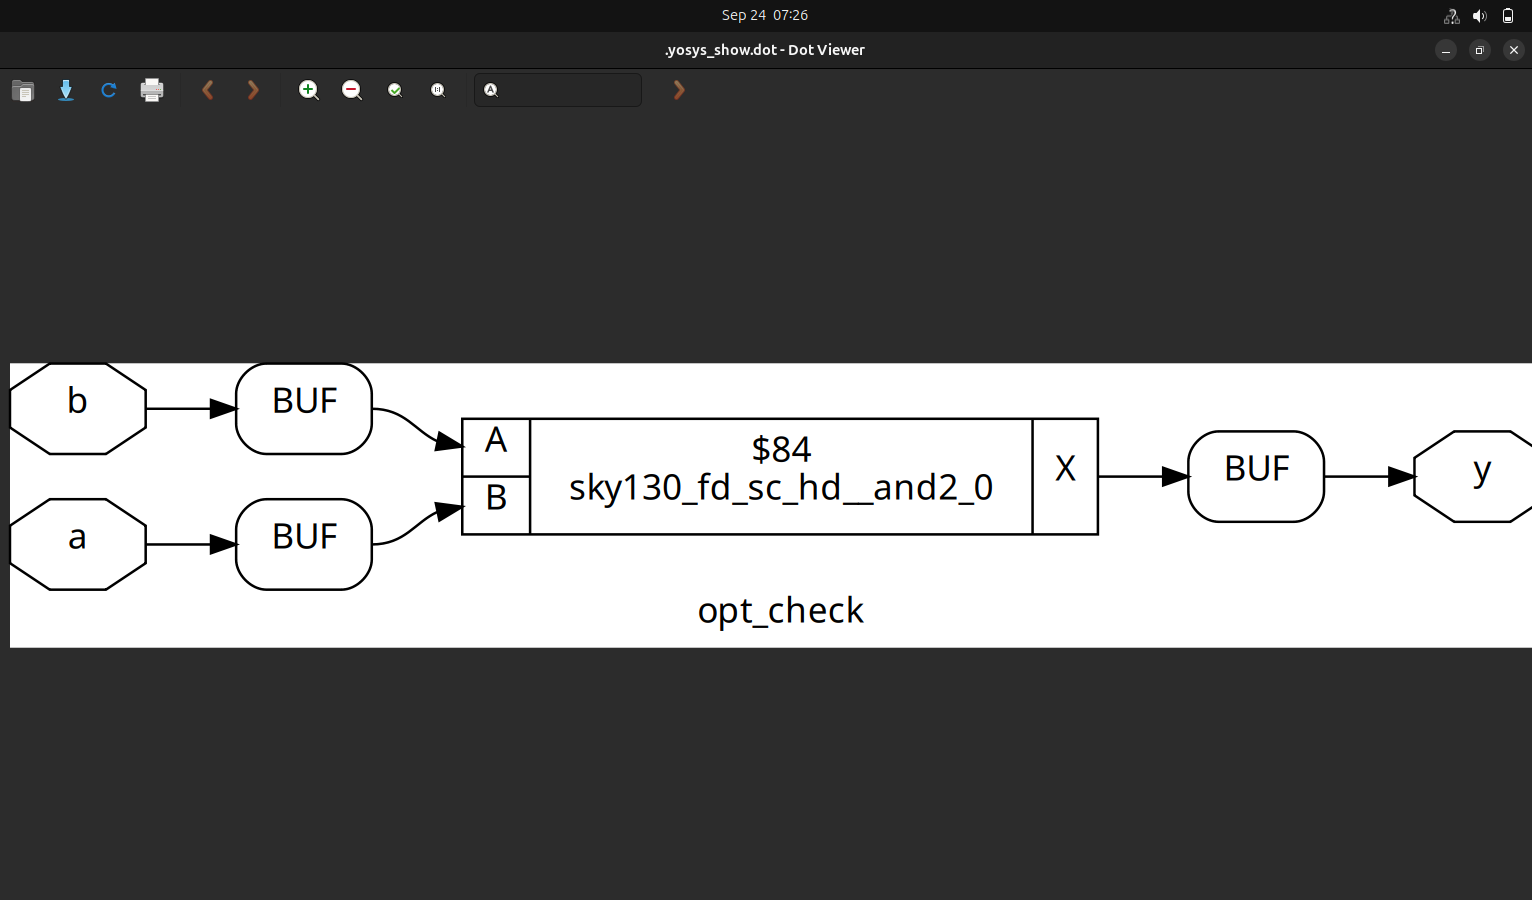 Sep 24 07:26
.yosys_show.dot - Dot Viewer
b
BUF
A
$84
sky130_fd_sc_hd__and2_0
X
BUF
y
B
a
BUF
opt_check